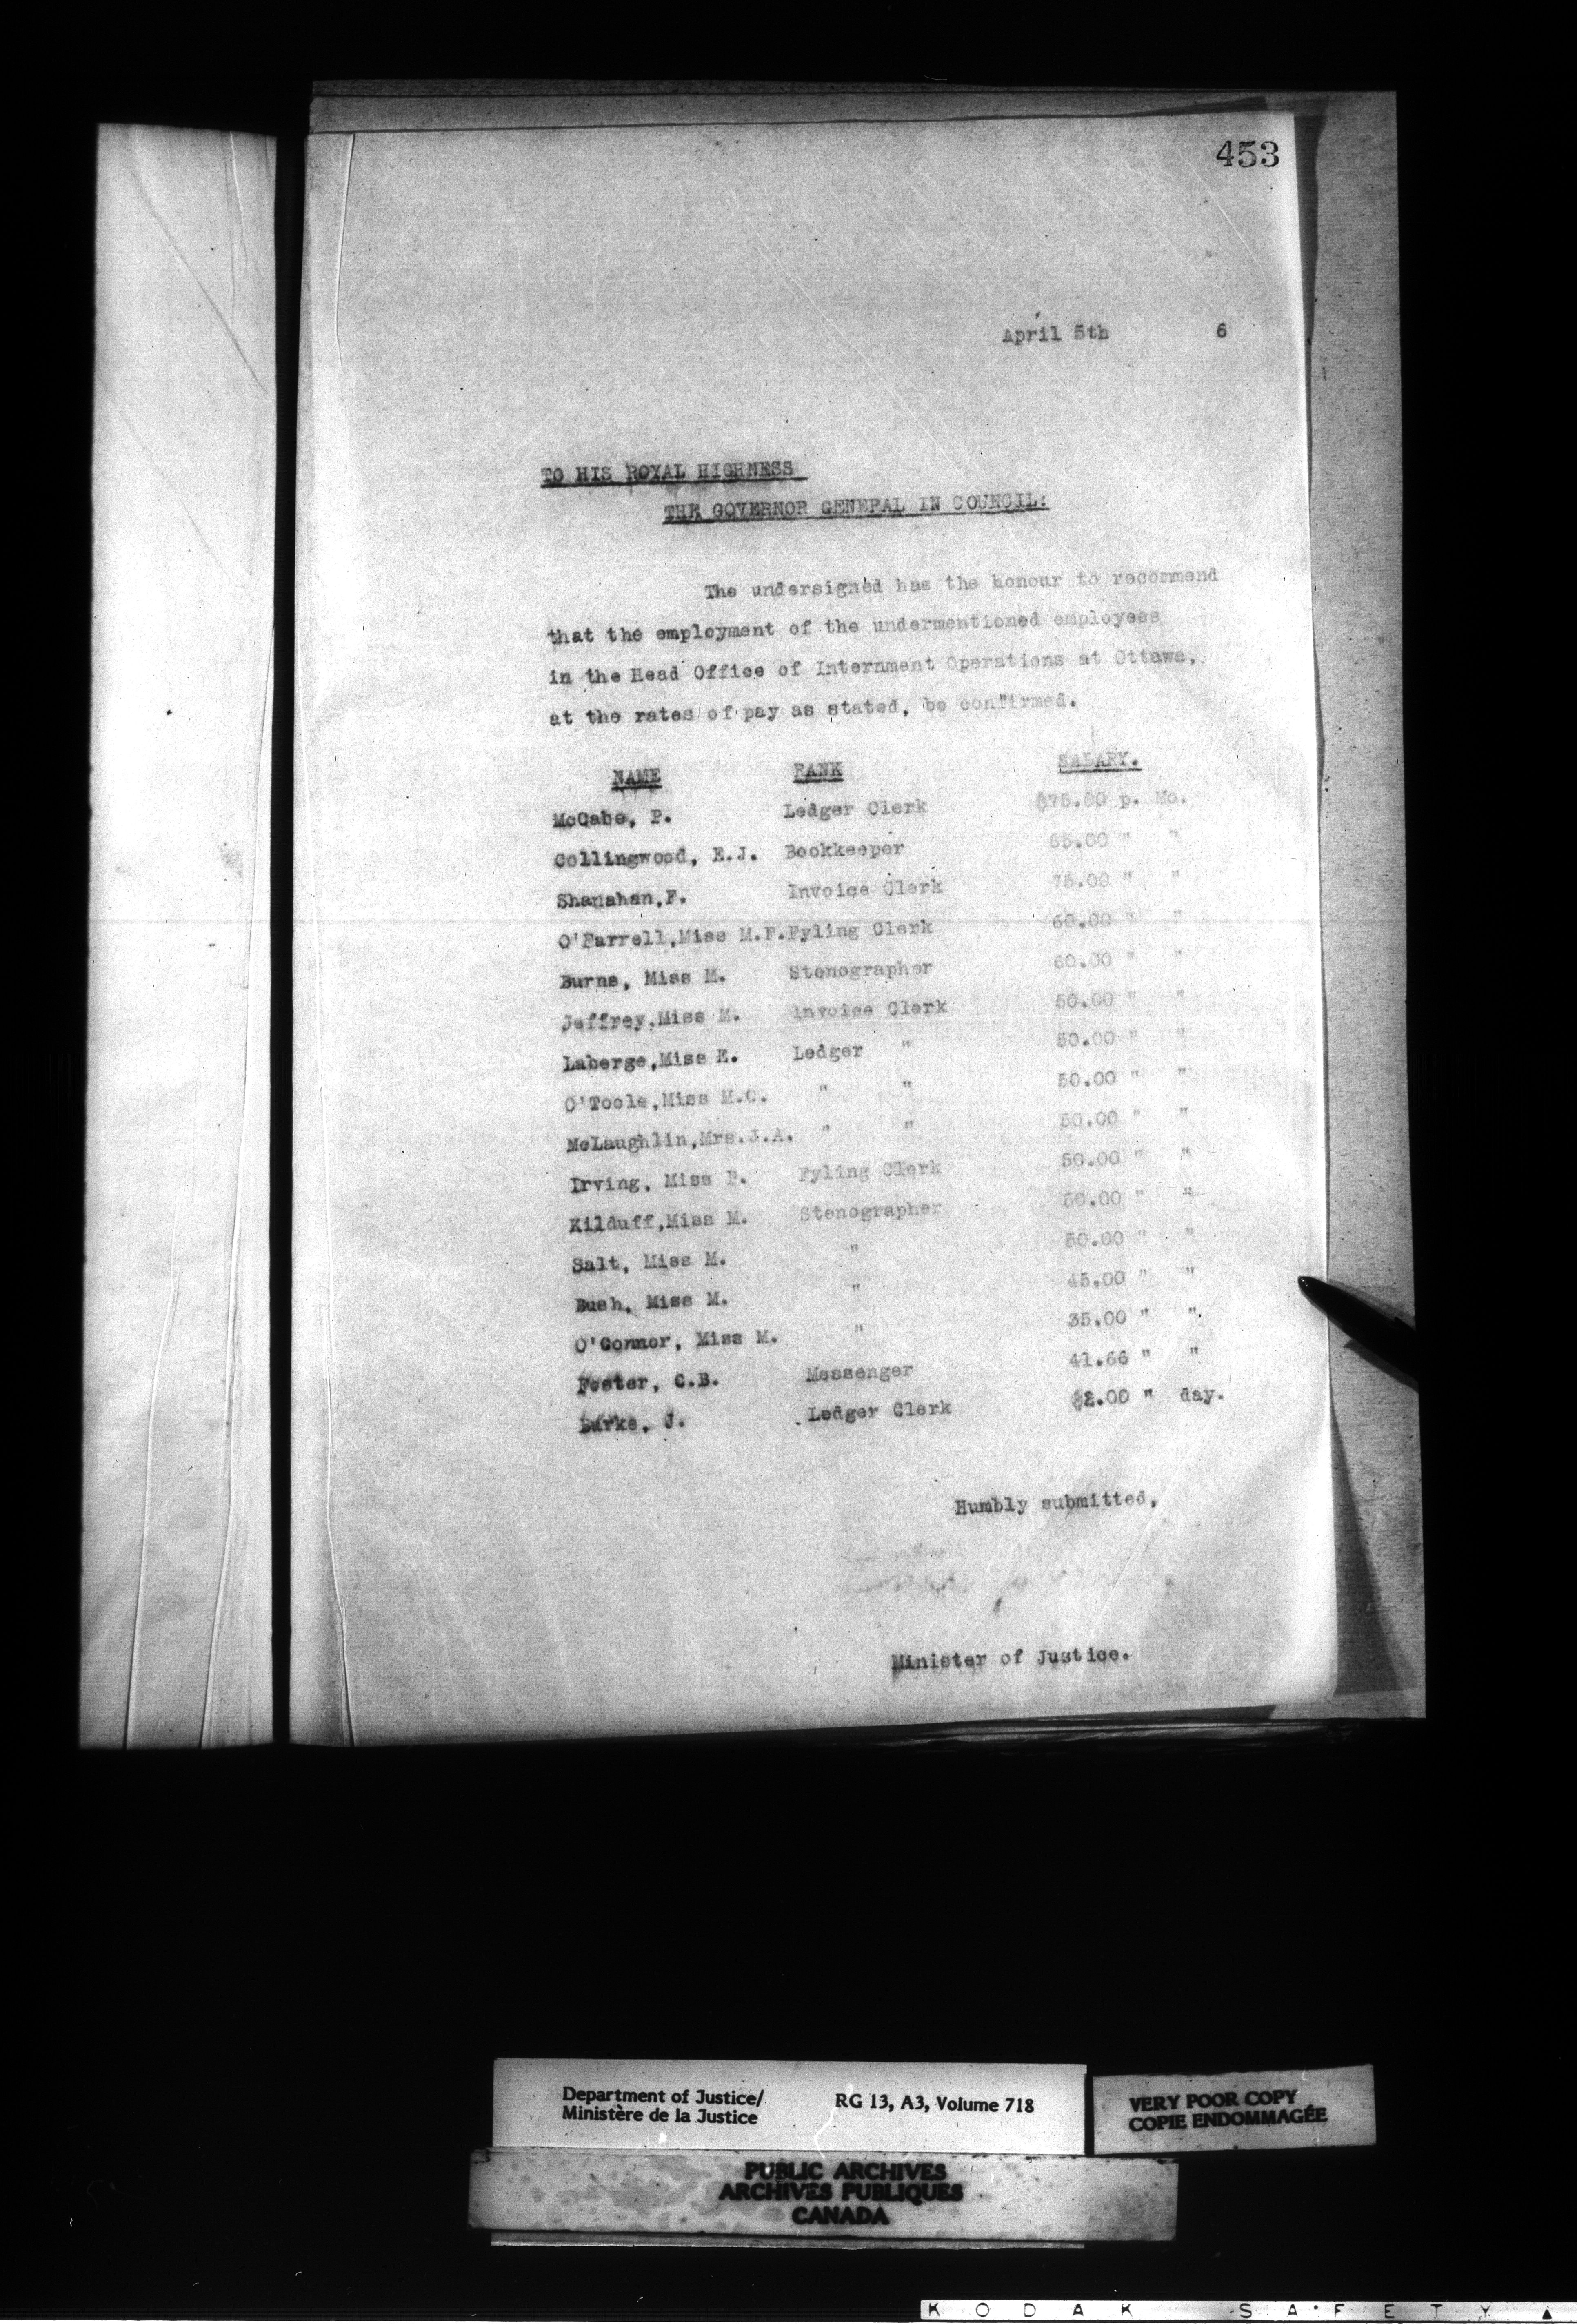 453
April 5th 6
TO HIS ROYAL HIGHNESS
THE GOVERNOR GENERAL IN COUNCIL:
The undersigned has the honour to recommend
that the employment of the undermentioned employees
in the Head Office of Internment Operations at Ottawa,
at the rates of pay as stated, be confirmed.
NAME RANK SALARY.
McCabe, P. Ledger Clerk $75.00 p. Mo.
Collingwood, E.J. Bookkeeper 85.00 " "
Shanahan,F. Invoice Clerk 75.00 " "
O'Farrell,Miss M.F. Fyling Clerk 60.00 " "
Burns, Miss M. Stenographer 60.00 " "
Jeffrey,Miss M. Invoice Clerk 50.00 " "
Laberge,Miss E. Ledger " 50.00 " "
O'Toole,Miss M.C. " " 50.00 " "
McLaughlin,Mrs.J.A. " " 50.00 " "
Irving, Miss Fyling Clerk 50.00 " "
Kilduff,Miss M. Stenographer 50.00 " "
Salt, Miss M. " 50.00 " "
Bush, Miss M. " 45.00 " "
O'Connor, Miss M. " 35.00 " "
Foster, C.B. Messenger 41.66 " "
J. Ledger Clerk $2.00 " day.
Humbly submitted,
Minister of Justice.
Department of Justice/ RG 13, A3, Volume 718
Ministère de la Justice
VERY POOR COPY
COPIE ENDOMMAGÉE
PUBLIC ARCHIVES
ARCHIVES PUBLIQUES
CANADA
KODAK SAFETY